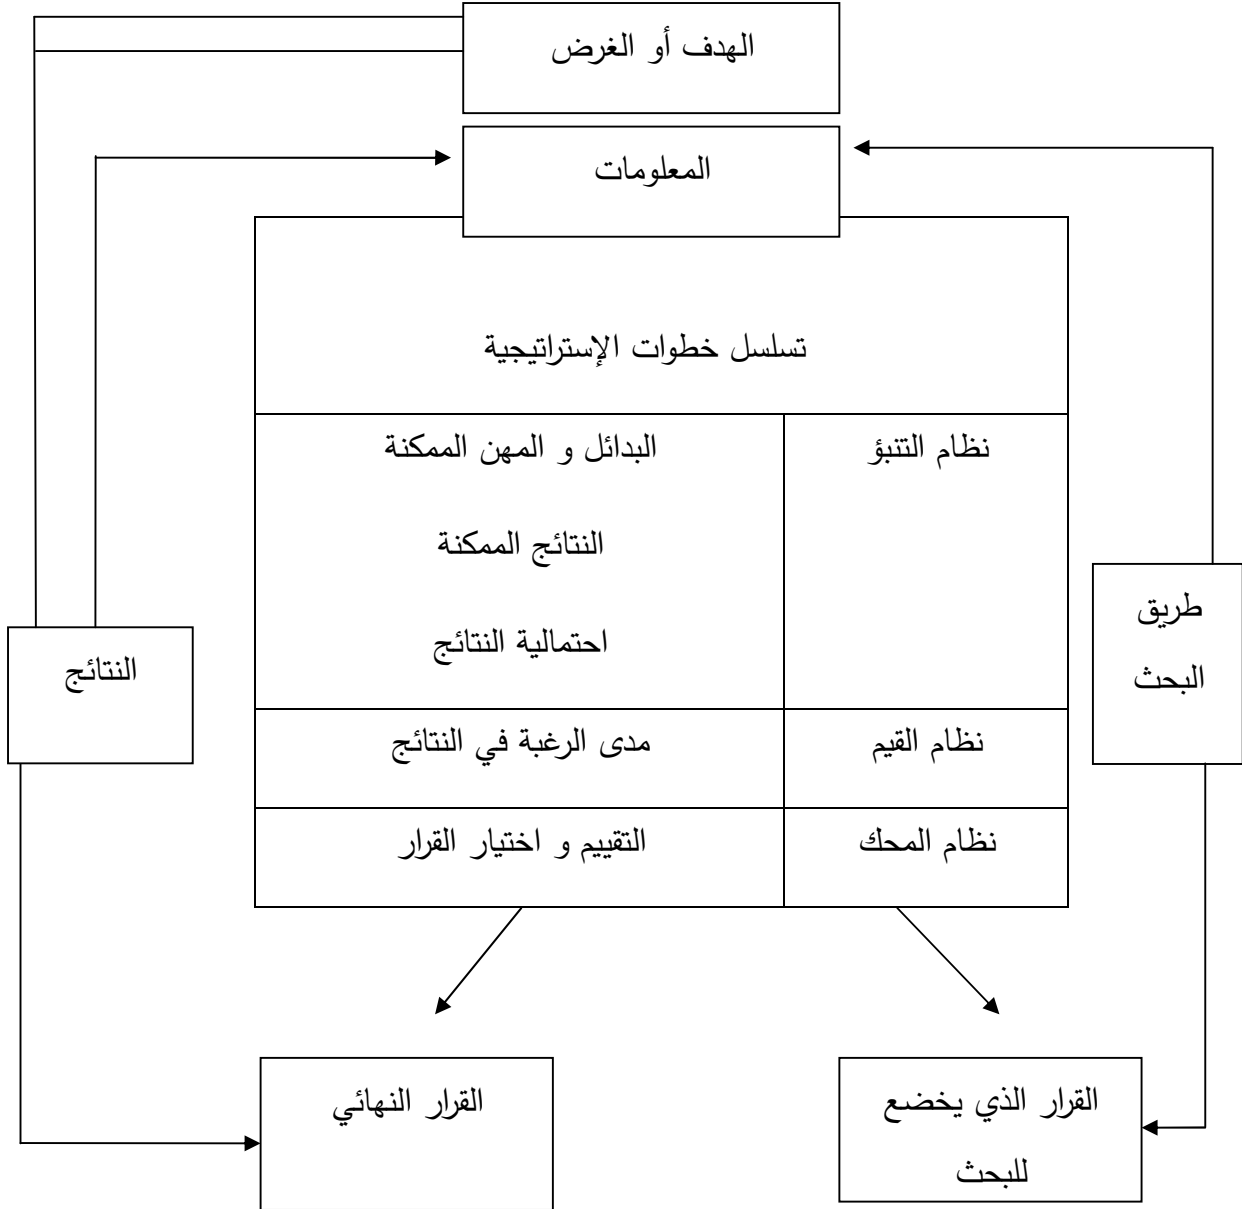 الهدف أو الغرض
المعلومات
تسلسل خطوات الإستراتيجية
نظام التنبؤ
البدائل و المهن الممكنة
النتائج الممكنة
احتمالية النتائج
نظام القيم
مدى الرغبة في النتائج
نظام المحك
التقييم و اختيار القرار
طريق
البحث
النتائج
القرار الذي يخضع
للبحث
القرار النهائي